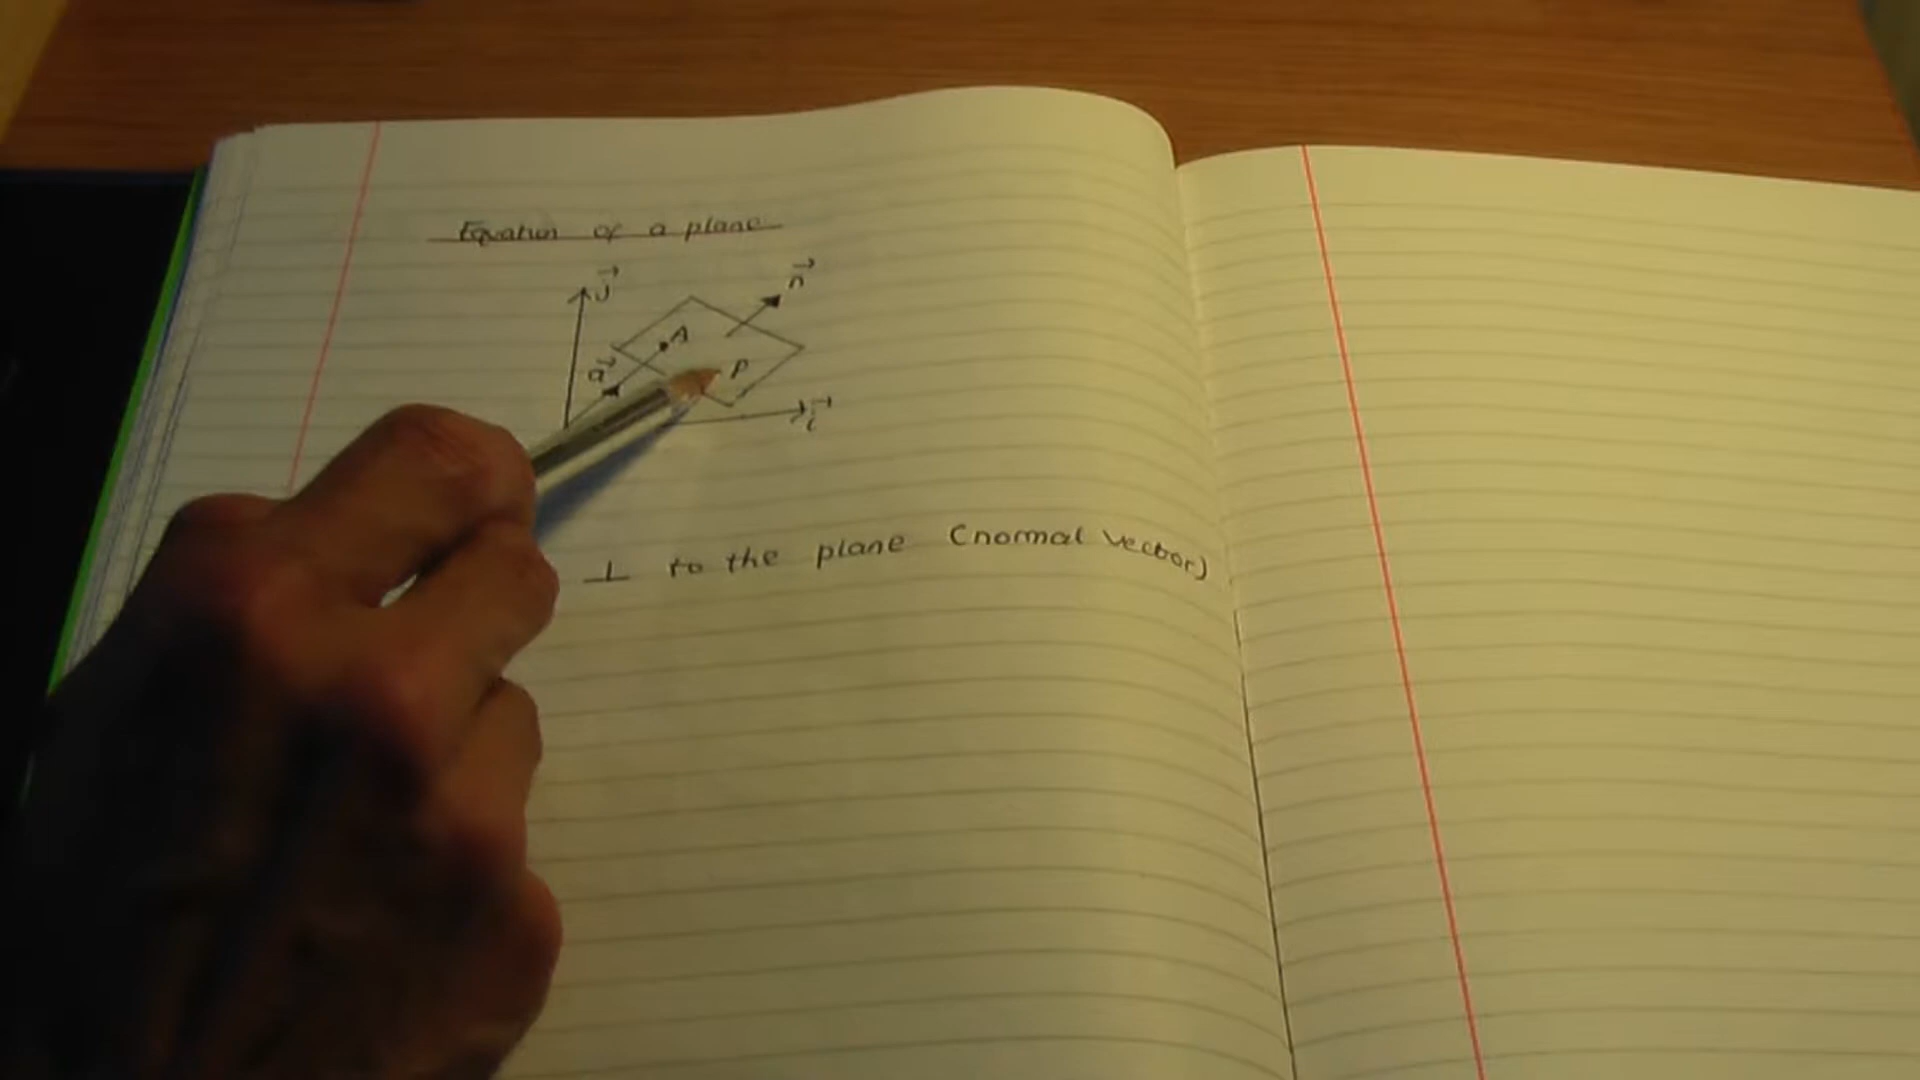 Equation of a plane
j
n
A
a
P
i
⊥ to the plane (normal vector)